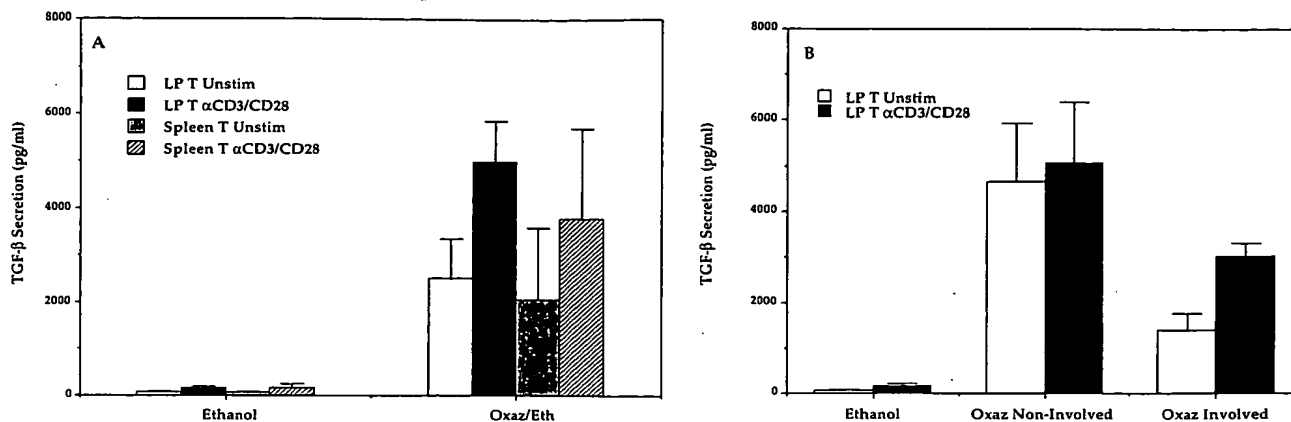 A
LP T Unstim
LP T αCD3/CD28
Spleen T Unstim
Spleen T αCD3/CD28
TGF-β Secretion (pg/ml)
8000
6000
4000
2000
0
Ethanol
Oxaz/Eth
B
LP T Unstim
LP T αCD3/CD28
TGF-β Secretion (pg/ml)
8000
6000
4000
2000
0
Ethanol
Oxaz Non-Involved
Oxaz Involved